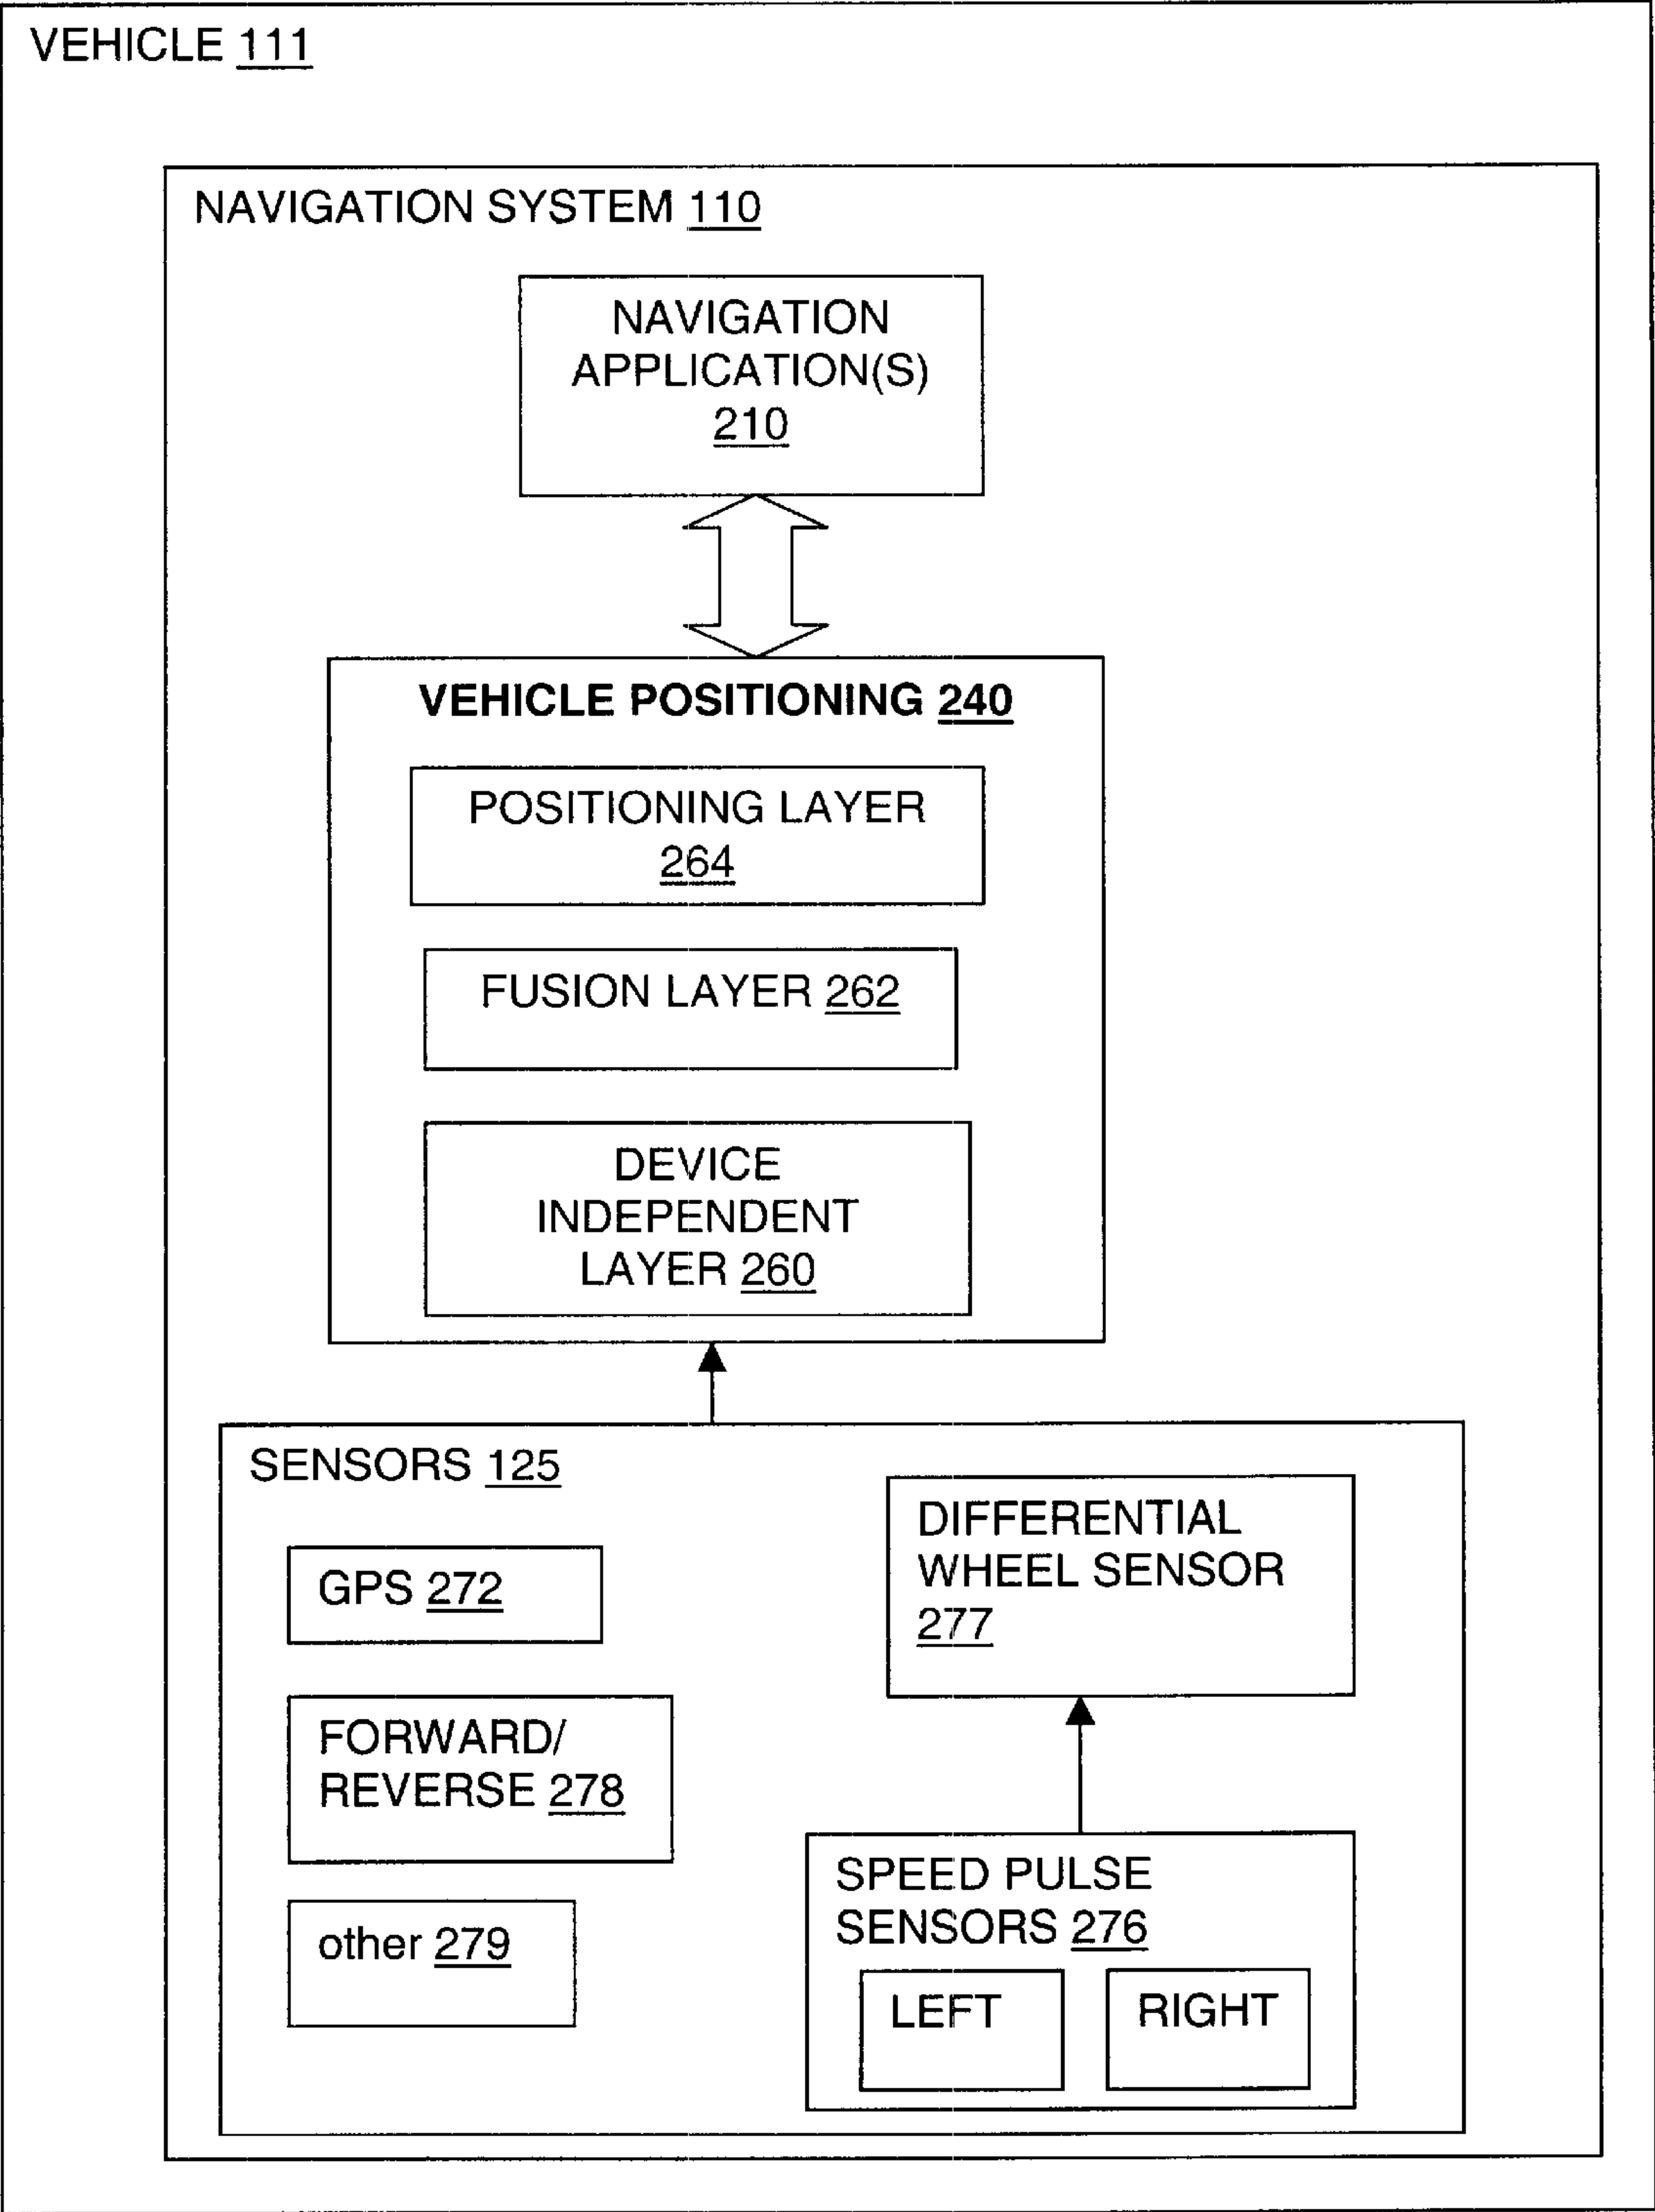 VEHICLE 111
NAVIGATION SYSTEM 110
NAVIGATION
APPLICATION(S)
210
VEHICLE POSITIONING 240
POSITIONING LAYER
264
FUSION LAYER 262
DEVICE
INDEPENDENT
LAYER 260
SENSORS 125
GPS 272
FORWARD/
REVERSE 278
other 279
DIFFERENTIAL
WHEEL SENSOR
277
SPEED PULSE
SENSORS 276
LEFT
RIGHT